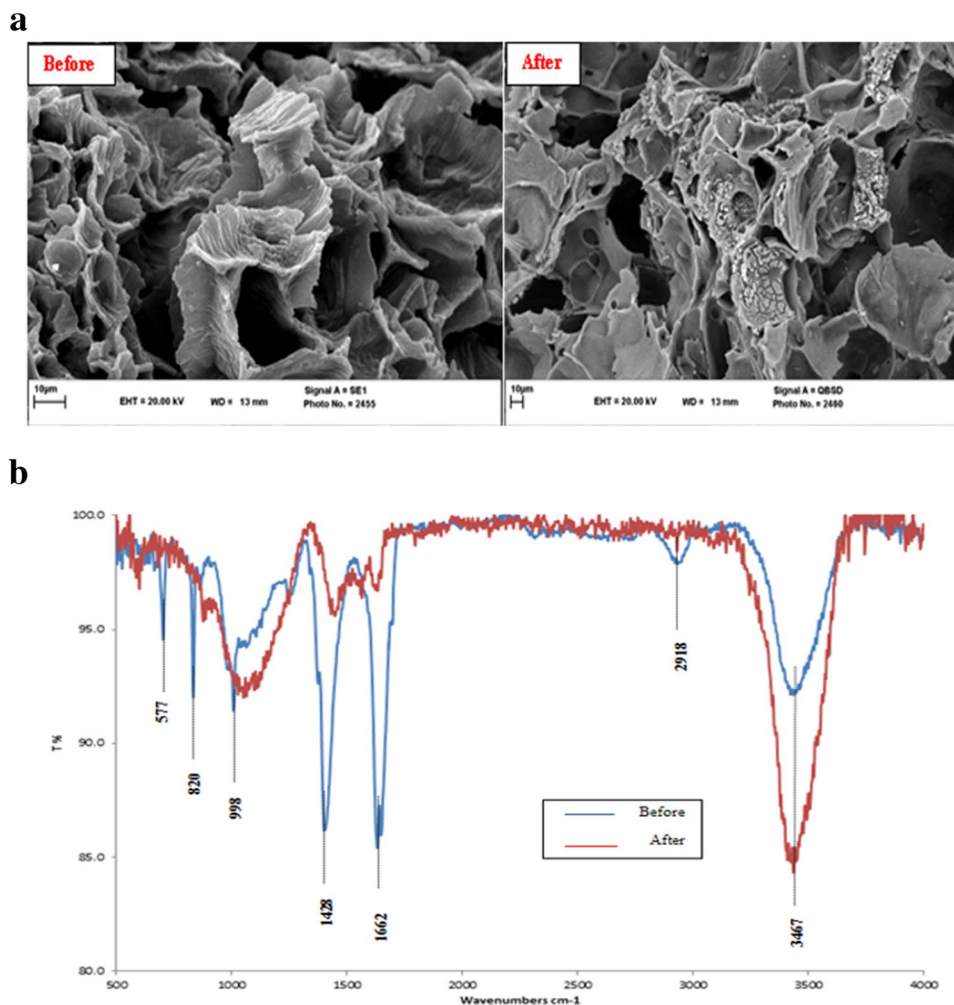 a
Before
After
10µm
EHT = 20.00 kV
WD = 13 mm
Signal A = SE1
Photo No. = 2455
10µm
EHT = 20.00 kV
WD = 13 mm
Signal A = QBSD
Photo No. = 2460
b
100.0
95.0
90.0
85.0
80.0
T%
577
820
998
1428
1662
2918
3467
Before
After
500
1000
1500
2000
2500
3000
3500
4000
Wavenumbers cm-1